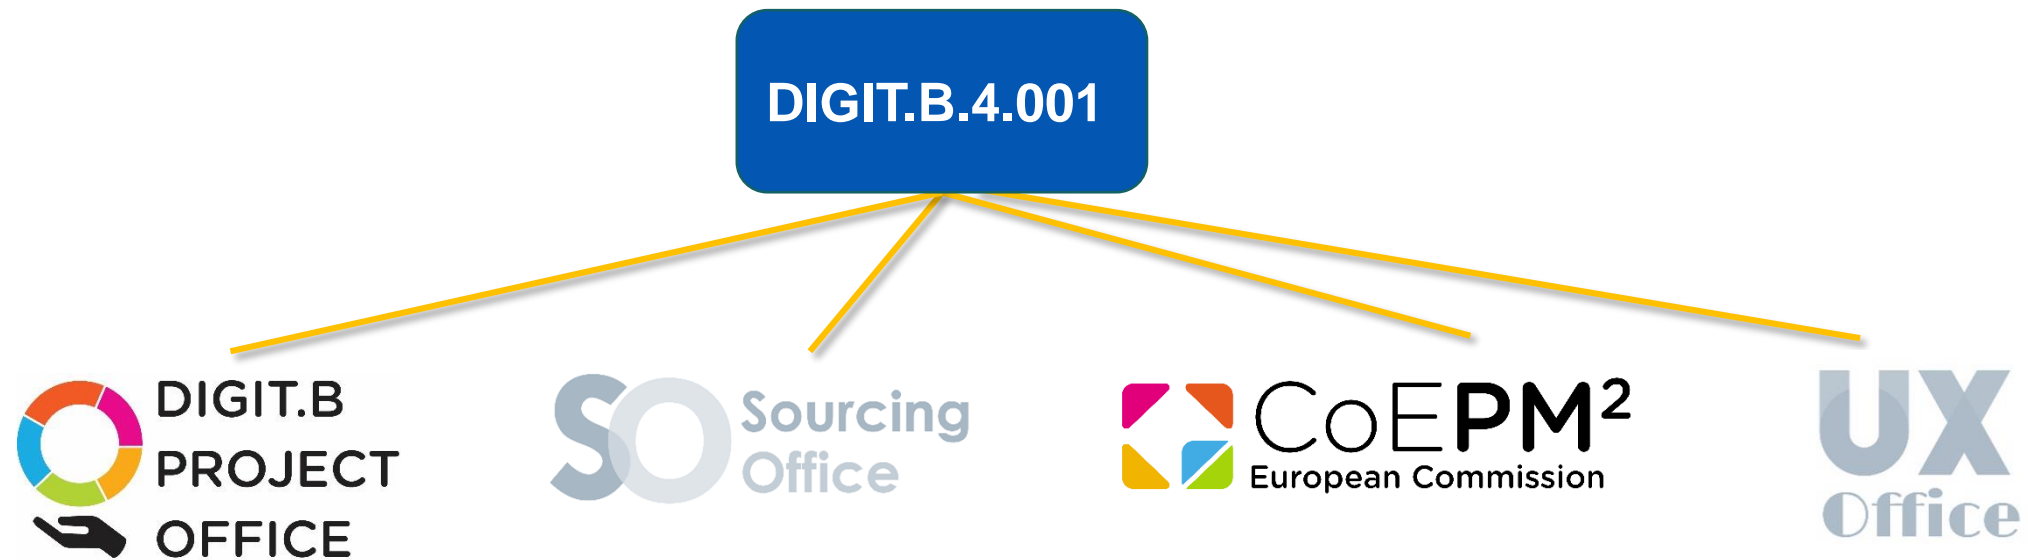 DIGIT.B.4.001
DIGIT.B
PROJECT
OFFICE
SO Sourcing
Office
CoEPM²
European Commission
UX
Office